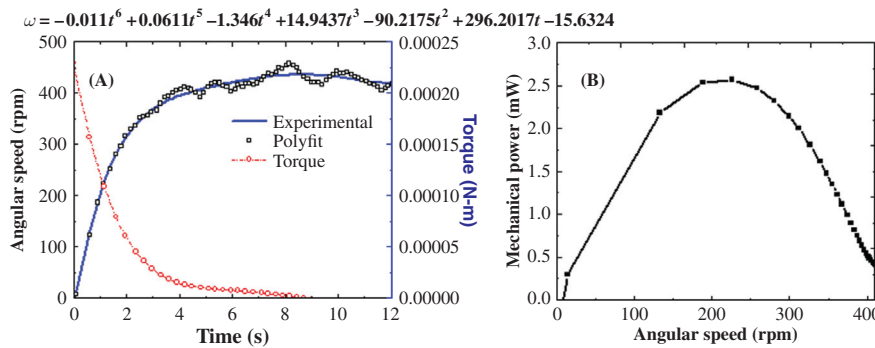 ω = −0.011t⁶ + 0.0611t⁵ −1.346t⁴ +14.9437t³ −90.2175t² +296.2017t −15.6324
(A)
Angular speed (rpm)
500
400
300
200
100
0
Experimental
Polyfit
Torque
0.00025
0.00020
0.00015
0.00010
0.00005
0.00000
Torque (N-m)
0 2 4 6 8 10 12
Time (s)
(B)
Mechanical power (mW)
3.0
2.5
2.0
1.5
1.0
0.5
0.0
100 200 300 400
Angular speed (rpm)